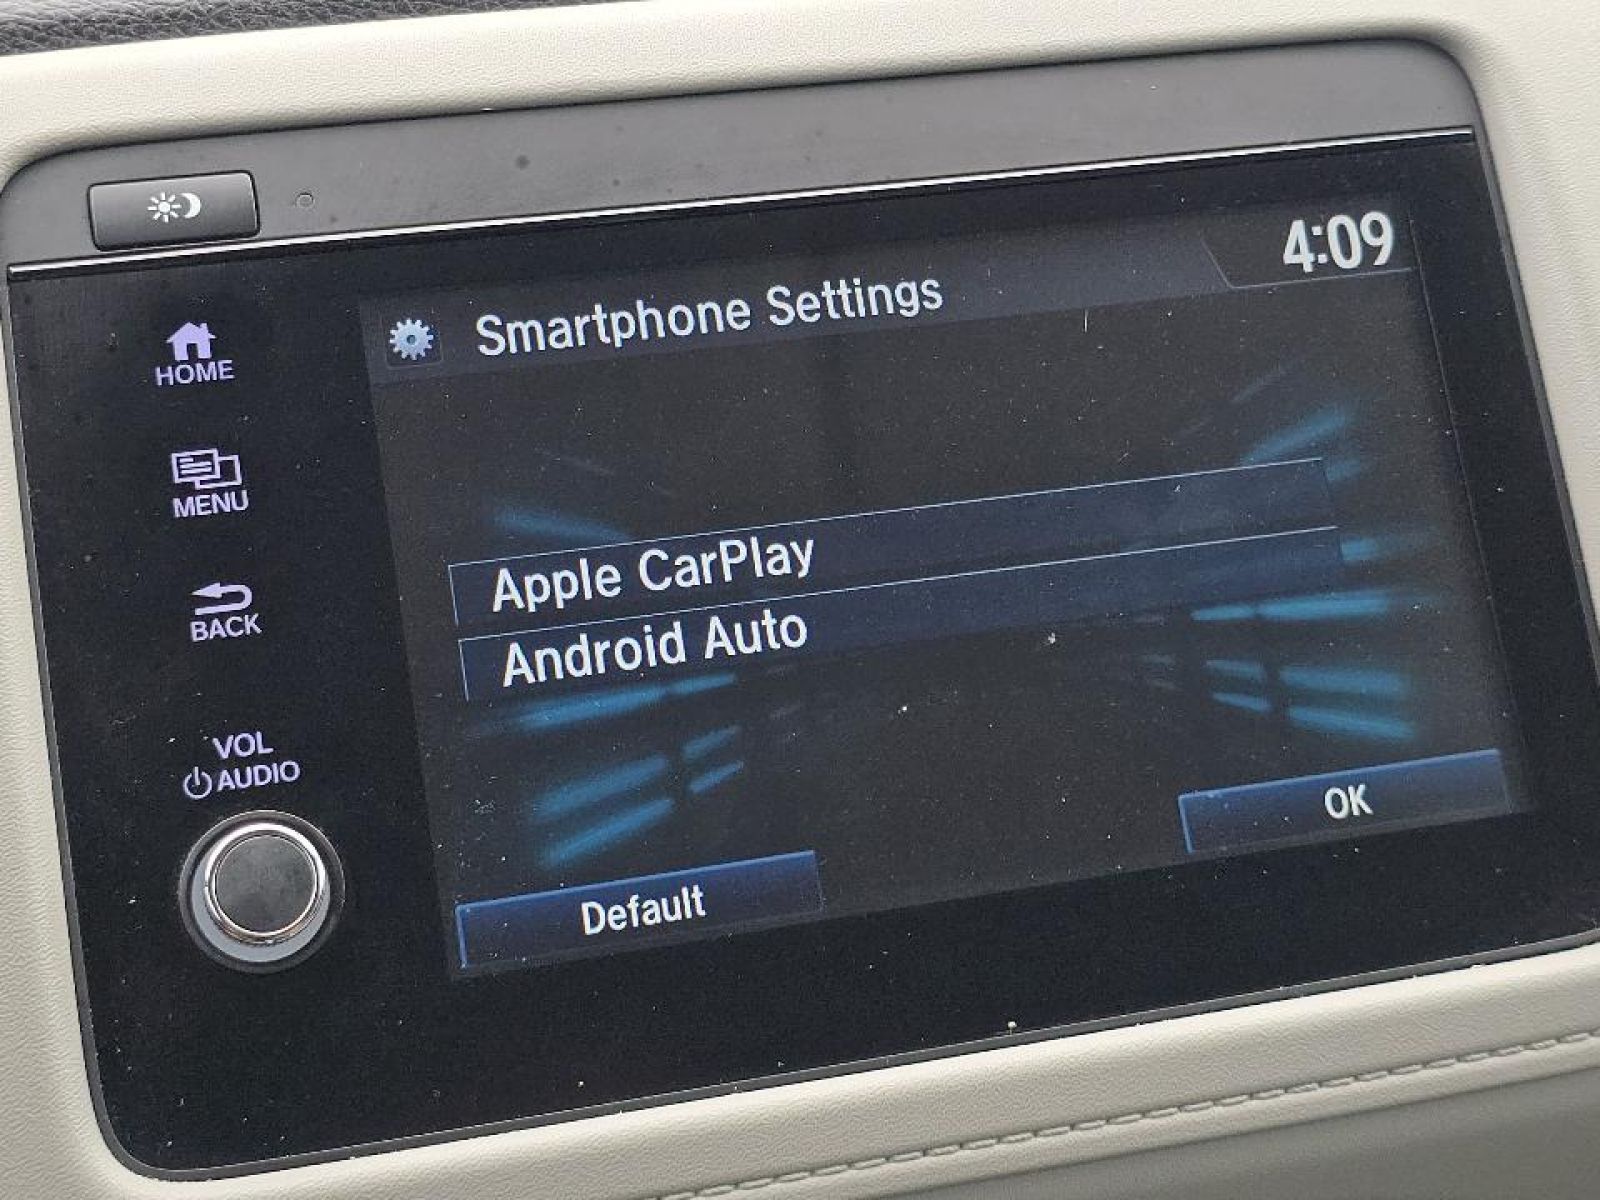 4:09
Smartphone Settings
HOME
MENU
BACK
VOL
AUDIO
Apple CarPlay
Android Auto
OK
Default